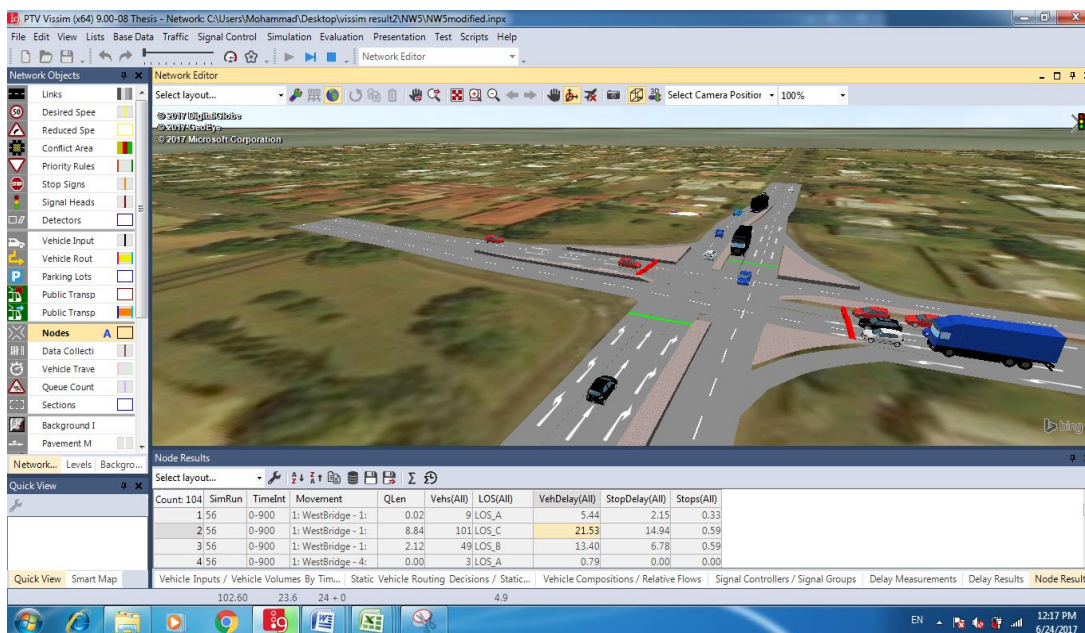 PTV Vissim (x64) 9.00-08 Thesis - Network: C:\Users\Mohammad\Desktop\vissim result2\NW5\NW5modified.inpx
File Edit View Lists Base Data Traffic Signal Control Simulation Evaluation Presentation Test Scripts Help
Network Editor
Network Objects
Network Editor
Select layout...
Select Camera Position
100%
© 2017 DigitalGlobe
© 2017 GeoEye
© 2017 Microsoft Corporation
Links
Desired Spee
Reduced Spe
Conflict Area
Priority Rules
Stop Signs
Signal Heads
Detectors
Vehicle Input
Vehicle Rout
Parking Lots
Public Transp
Public Transp
Nodes A
Data Collecti
Vehicle Trave
Queue Count
Sections
Background I
Pavement M
bing
Network... Levels Backgro...
Quick View
Quick View Smart Map
Node Results
Select layout...
Count: 104 SimRun TimeInt Movement QLen Vehs(All) LOS(All) VehDelay(All) StopDelay(All) Stops(All)
1 56 0-900 1: WestBridge - 1: 0.02 9 LOS_A 5.44 2.15 0.33
2 56 0-900 1: WestBridge - 1: 8.84 101 LOS_C 21.53 14.94 0.59
3 56 0-900 1: WestBridge - 1: 2.12 49 LOS_B 13.40 6.78 0.59
4 56 0-900 1: WestBridge - 4: 0.00 3 LOS_A 0.79 0.00 0.00
Vehicle Inputs / Vehicle Volumes By Tim... Static Vehicle Routing Decisions / Static... Vehicle Compositions / Relative Flows Signal Controllers / Signal Groups Delay Measurements Delay Results Node Result
102.60 23.6 24 + 0 4.9
EN
12:17 PM
6/24/2017